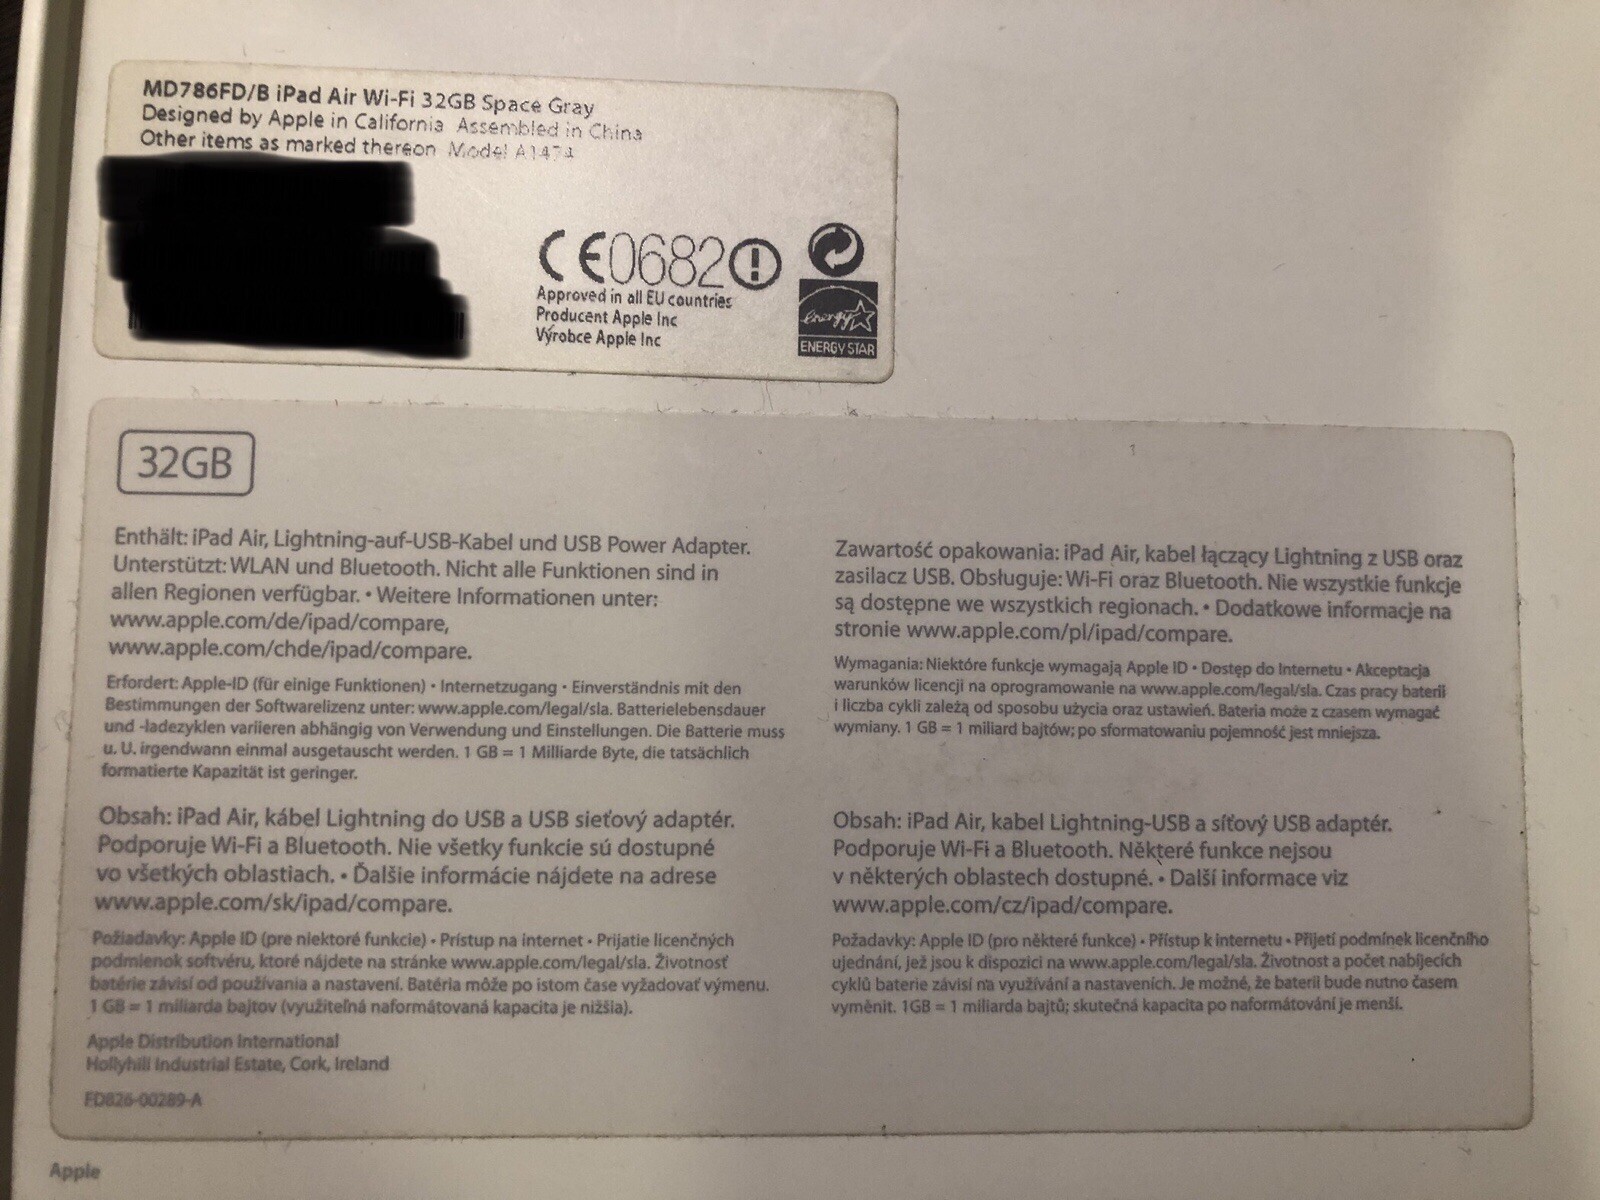 MD786FD/B iPad Air Wi-Fi 32GB Space Gray
Designed by Apple in California Assembled in China
Other items as marked thereon Model A1474
CE0682
Approved in all EU countries
Producent Apple Inc
Výrobce Apple Inc
energy
ENERGY STAR
32GB
Enthält: iPad Air, Lightning-auf-USB-Kabel und USB Power Adapter.
Unterstützt: WLAN und Bluetooth. Nicht alle Funktionen sind in
allen Regionen verfügbar. • Weitere Informationen unter:
www.apple.com/de/ipad/compare,
www.apple.com/chde/ipad/compare.
Erfordert: Apple-ID (für einige Funktionen) • Internetzugang • Einverständnis mit den
Bestimmungen der Softwarelizenz unter: www.apple.com/legal/sla. Batterielebensdauer
und -ladezyklen variieren abhängig von Verwendung und Einstellungen. Die Batterie muss
u. U. irgendwann einmal ausgetauscht werden. 1 GB = 1 Milliarde Byte, die tatsächlich
formatierte Kapazität ist geringer.
Zawartość opakowania: iPad Air, kabel łączący Lightning z USB oraz
zasilacz USB. Obsługuje: Wi-Fi oraz Bluetooth. Nie wszystkie funkcje
są dostępne we wszystkich regionach. • Dodatkowe informacje na
stronie www.apple.com/pl/ipad/compare.
Wymagania: Niektóre funkcje wymagają Apple ID • Dostęp do Internetu • Akceptacja
warunków licencji na oprogramowanie na www.apple.com/legal/sla. Czas pracy baterii
i liczba cykli zależą od sposobu użycia oraz ustawień. Bateria może z czasem wymagać
wymiany. 1 GB = 1 miliard bajtów; po sformatowaniu pojemność jest mniejsza.
Obsah: iPad Air, kábel Lightning do USB a USB sieťový adaptér.
Podporuje Wi-Fi a Bluetooth. Nie všetky funkcie sú dostupné
vo všetkých oblastiach. • Ďalšie informácie nájdete na adrese
www.apple.com/sk/ipad/compare.
Požiadavky: Apple ID (pre niektoré funkcie) • Prístup na internet • Prijatie licenčných
podmienok softvéru, ktoré nájdete na stránke www.apple.com/legal/sla. Životnosť
batérie závisí od používania a nastavení. Batéria môže po istom čase vyžadovať výmenu.
1 GB = 1 miliarda bajtov (využiteľná naformátovaná kapacita je nižšia).
Obsah: iPad Air, kabel Lightning-USB a síťový USB adaptér.
Podporuje Wi-Fi a Bluetooth. Některé funkce nejsou
v některých oblastech dostupné. • Další informace viz
www.apple.com/cz/ipad/compare.
Požadavky: Apple ID (pro některé funkce) • Přístup k internetu • Přijetí podmínek licenčního
ujednání, jež jsou k dispozici na www.apple.com/legal/sla. Životnost a počet nabíjecích
cyklů baterie závisí na využívání a nastaveních. Je možné, že baterii bude nutno časem
vyměnit. 1GB = 1 miliarda bajtů; skutečná kapacita po naformátování je menší.
Apple Distribution International
Hollyhill Industrial Estate, Cork, Ireland
FD826-00289-A
Apple